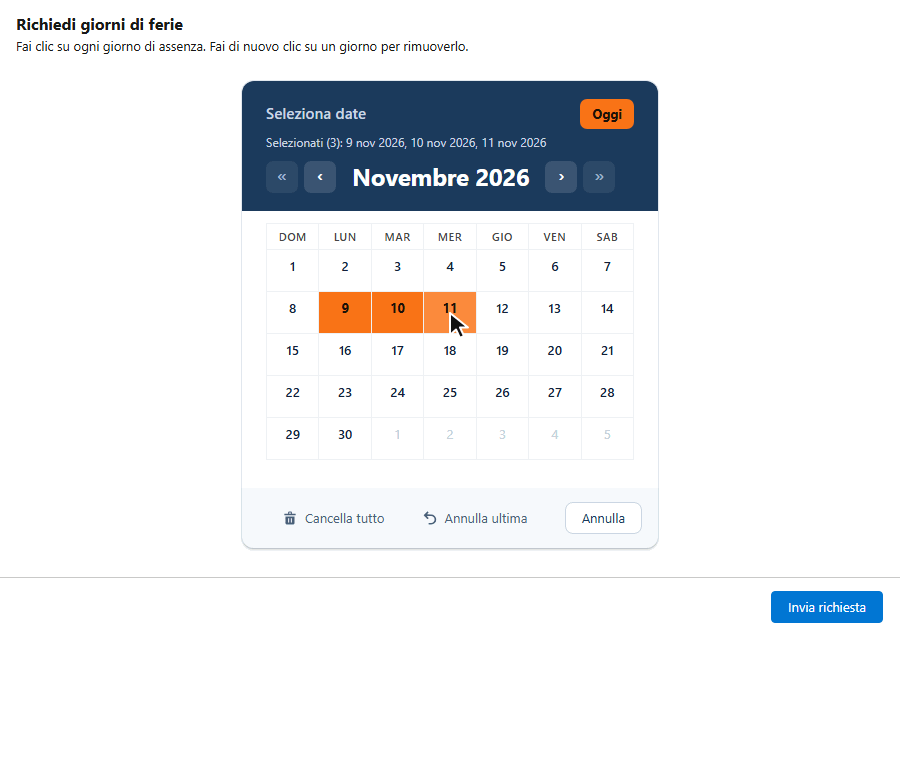 Richiedi giorni di ferie
Fai clic su ogni giorno di assenza. Fai di nuovo clic su un giorno per rimuoverlo.
Seleziona date
Oggi
Selezionati (3): 9 nov 2026, 10 nov 2026, 11 nov 2026
« ‹ Novembre 2026 › »
DOM LUN MAR MER GIO VEN SAB
1 2 3 4 5 6 7
8 9 10 11 12 13 14
15 16 17 18 19 20 21
22 23 24 25 26 27 28
29 30 1 2 3 4 5
Cancella tutto Annulla ultima Annulla
Invia richiesta